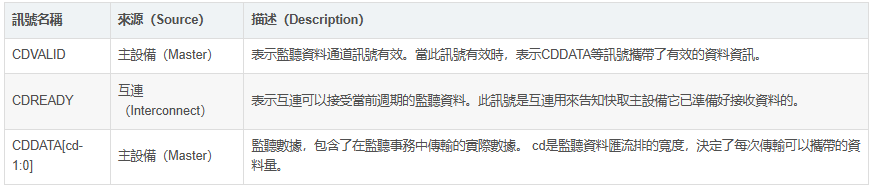 訊號名稱 來源（Source） 描述（Description）
CDVALID 主設備（Master） 表示監聽資料通道訊號有效。當此訊號有效時，表示CDDATA等訊號攜帶了有效的資料資訊。
CDREADY 互連（Interconnect） 表示互連可以接受當前週期的監聽資料。此訊號是互連用來告知快取主設備它已準備好接收資料的。
CDDATA[cd-1:0] 主設備（Master） 監聽數據，包含了在監聽事務中傳輸的實際數據。 cd是監聽資料匯流排的寬度，決定了每次傳輸可以攜帶的資料量。